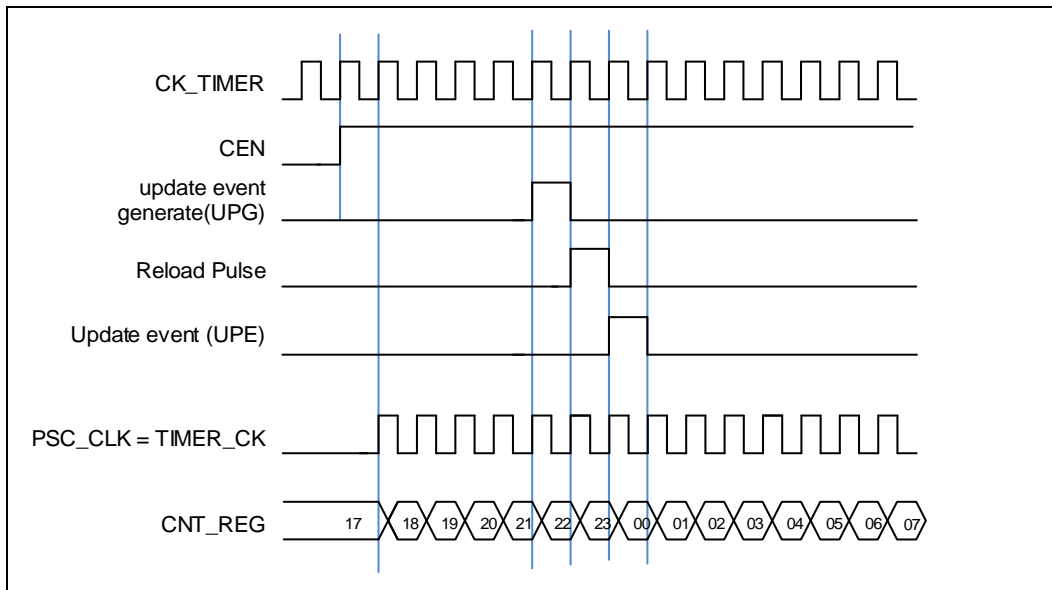 CK_TIMER
CEN
update event
generate(UPG)
Reload Pulse
Update event (UPE)
PSC_CLK = TIMER_CK
CNT_REG 17 18 19 20 21 22 23 00 01 02 03 04 05 06 07